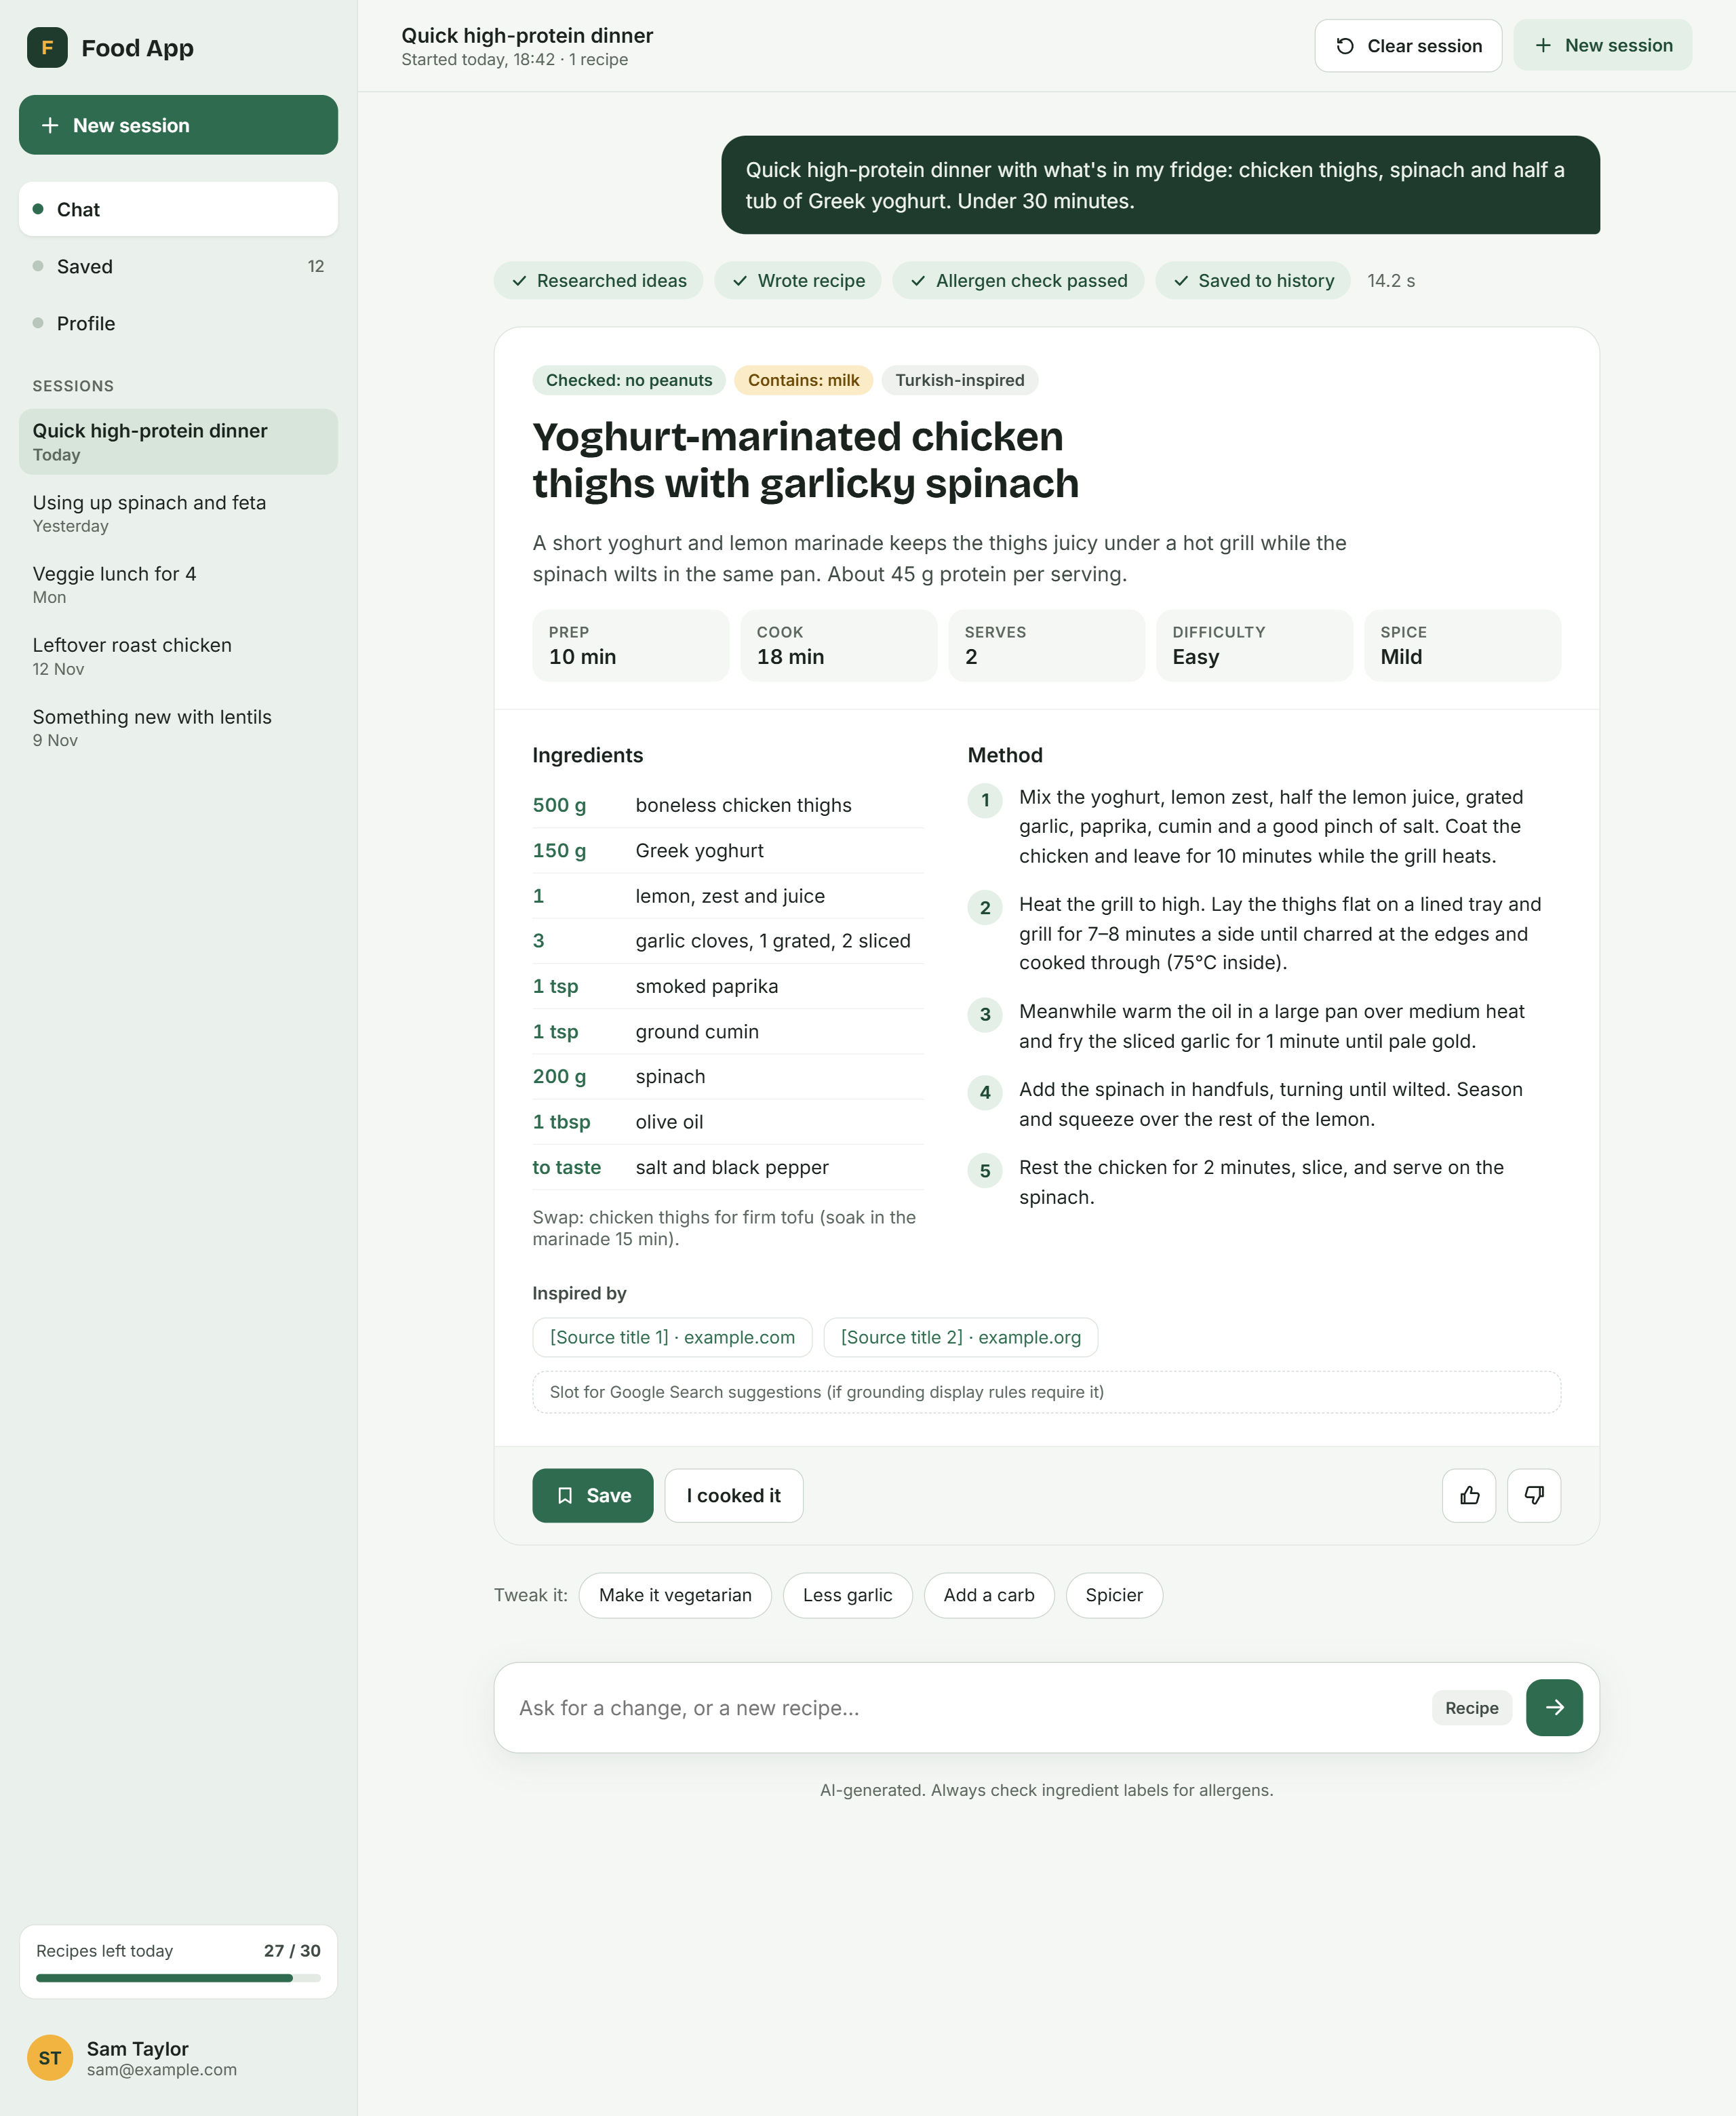 F
Food App
New session
Chat
Saved
12
Profile
SESSIONS
Quick high-protein dinner
Today
Using up spinach and feta
Yesterday
Veggie lunch for 4
Mon
Leftover roast chicken
12 Nov
Something new with lentils
9 Nov
Recipes left today
27 / 30
ST
Sam Taylor
sam@example.com
Quick high-protein dinner
Started today, 18:42 · 1 recipe
Clear session
New session
Quick high-protein dinner with what's in my fridge: chicken thighs, spinach and half a
tub of Greek yoghurt. Under 30 minutes.
Researched ideas
Wrote recipe
Allergen check passed
Saved to history
14.2 s
Checked: no peanuts
Contains: milk
Turkish-inspired
Yoghurt-marinated chicken
thighs with garlicky spinach
A short yoghurt and lemon marinade keeps the thighs juicy under a hot grill while the
spinach wilts in the same pan. About 45 g protein per serving.
PREP
10 min
COOK
18 min
SERVES
2
DIFFICULTY
Easy
SPICE
Mild
Ingredients
500 g boneless chicken thighs
150 g Greek yoghurt
1 lemon, zest and juice
3 garlic cloves, 1 grated, 2 sliced
1 tsp smoked paprika
1 tsp ground cumin
200 g spinach
1 tbsp olive oil
to taste salt and black pepper
Swap: chicken thighs for firm tofu (soak in the
marinade 15 min).
Method
1 Mix the yoghurt, lemon zest, half the lemon juice, grated
garlic, paprika, cumin and a good pinch of salt. Coat the
chicken and leave for 10 minutes while the grill heats.
2 Heat the grill to high. Lay the thighs flat on a lined tray and
grill for 7–8 minutes a side until charred at the edges and
cooked through (75°C inside).
3 Meanwhile warm the oil in a large pan over medium heat
and fry the sliced garlic for 1 minute until pale gold.
4 Add the spinach in handfuls, turning until wilted. Season
and squeeze over the rest of the lemon.
5 Rest the chicken for 2 minutes, slice, and serve on the
spinach.
Inspired by
[Source title 1] · example.com
[Source title 2] · example.org
Slot for Google Search suggestions (if grounding display rules require it)
Save
I cooked it
Tweak it:
Make it vegetarian
Less garlic
Add a carb
Spicier
Ask for a change, or a new recipe...
Recipe
AI-generated. Always check ingredient labels for allergens.